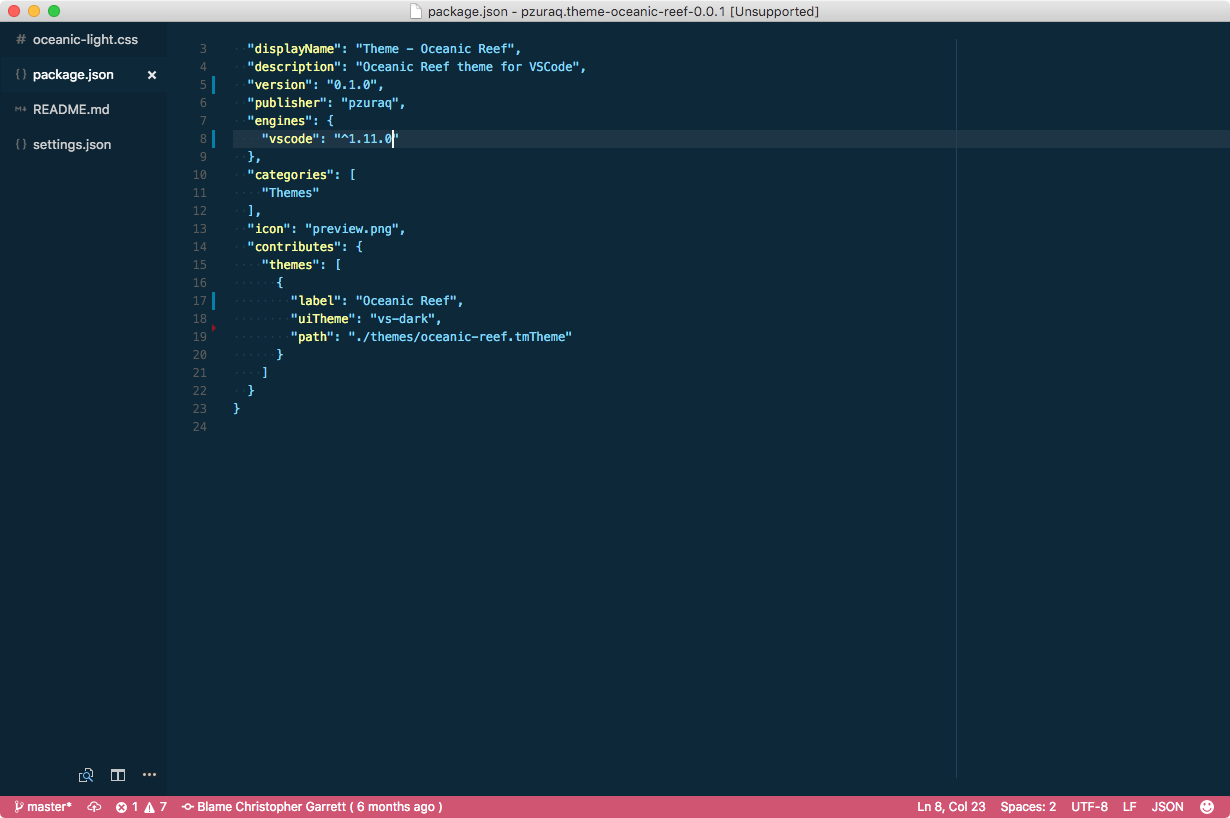 package.json - pzuraq.theme-oceanic-reef-0.0.1 [Unsupported]
# oceanic-light.css
{} package.json ×
M↓ README.md
{} settings.json
3 "displayName": "Theme - Oceanic Reef",
4 "description": "Oceanic Reef theme for VSCode",
5 "version": "0.1.0",
6 "publisher": "pzuraq",
7 "engines": {
8 "vscode": "^1.11.0"
9 },
10 "categories": [
11 "Themes"
12 ],
13 "icon": "preview.png",
14 "contributes": {
15 "themes": [
16 {
17 "label": "Oceanic Reef",
18 "uiTheme": "vs-dark",
19 "path": "./themes/oceanic-reef.tmTheme"
20 }
21 ]
22 }
23 }
24
master* 1 7 Blame Christopher Garrett ( 6 months ago ) Ln 8, Col 23 Spaces: 2 UTF-8 LF JSON